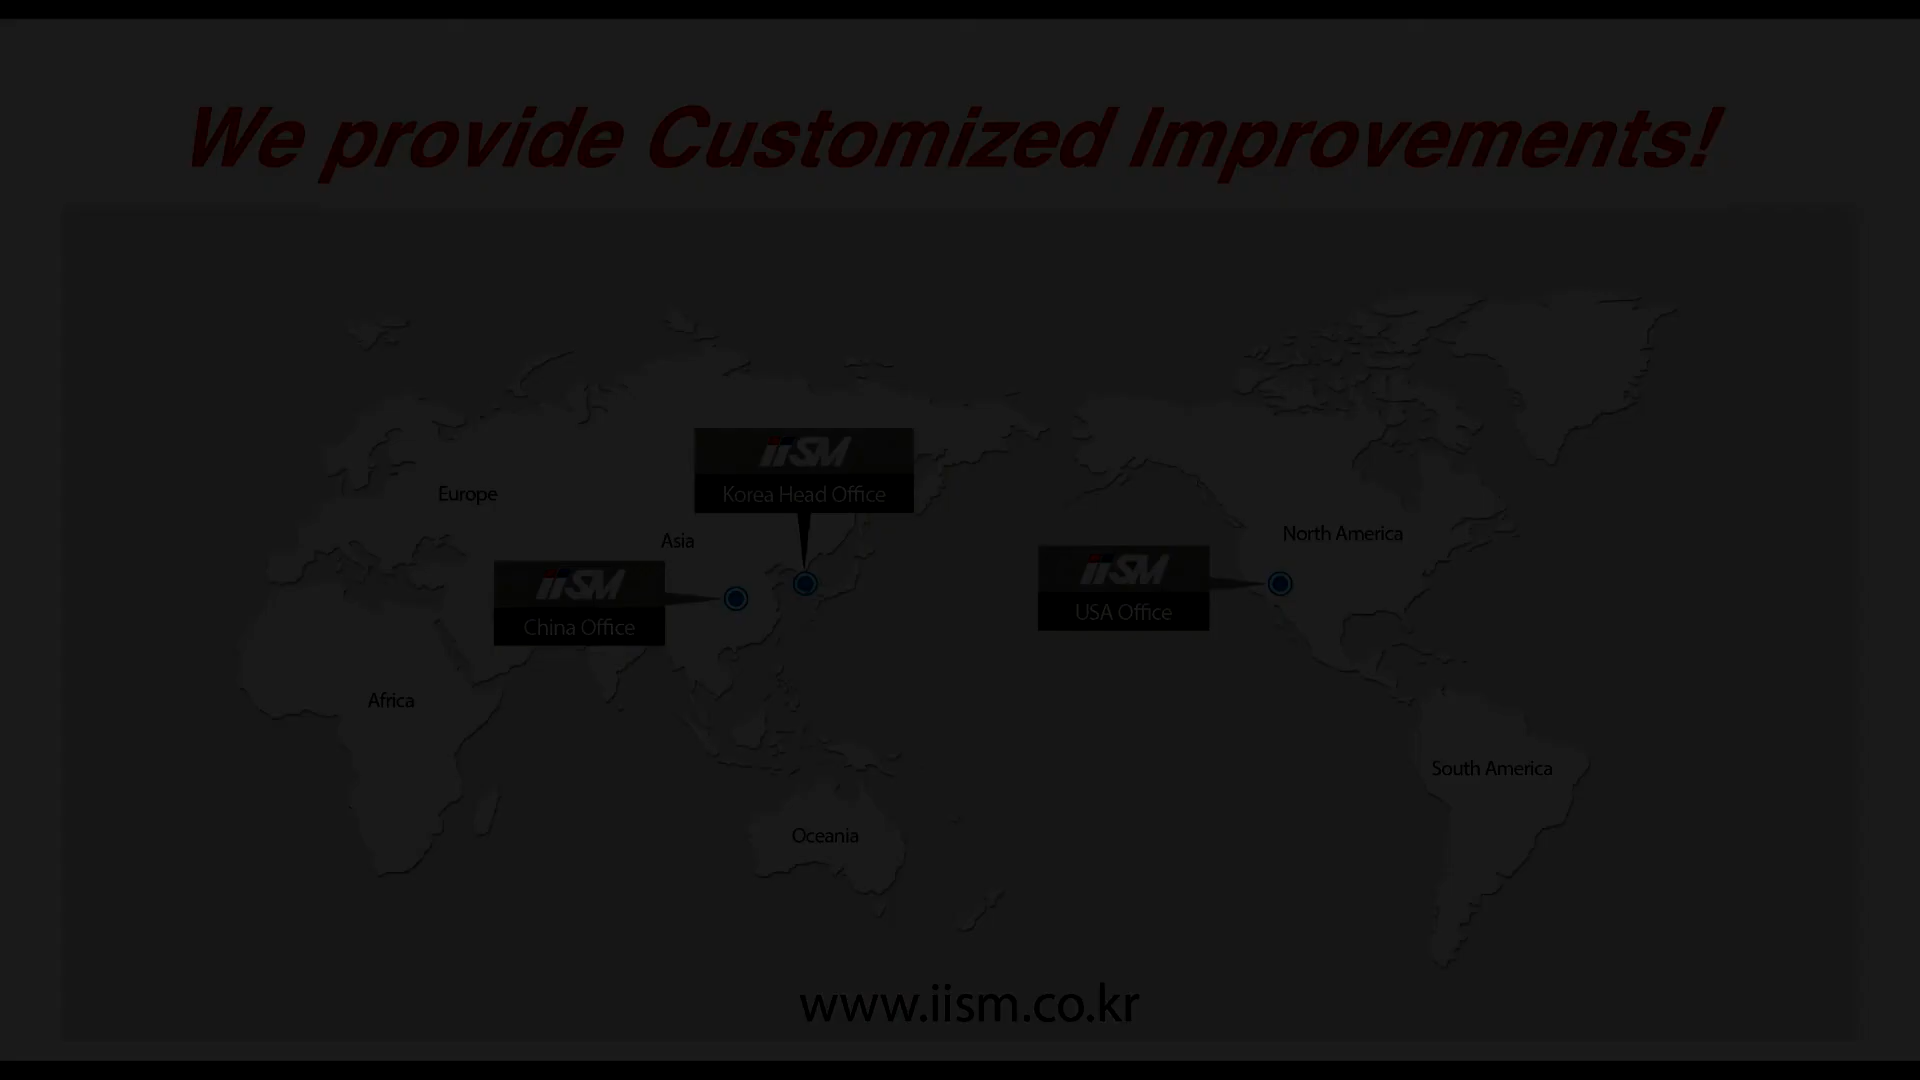 We provide Customized Improvements!
iiSM
Korea Head Office
Europe
North America
Asia
iiSM
USA Office
iiSM
China Office
Africa
South America
Oceania
www.iism.co.kr